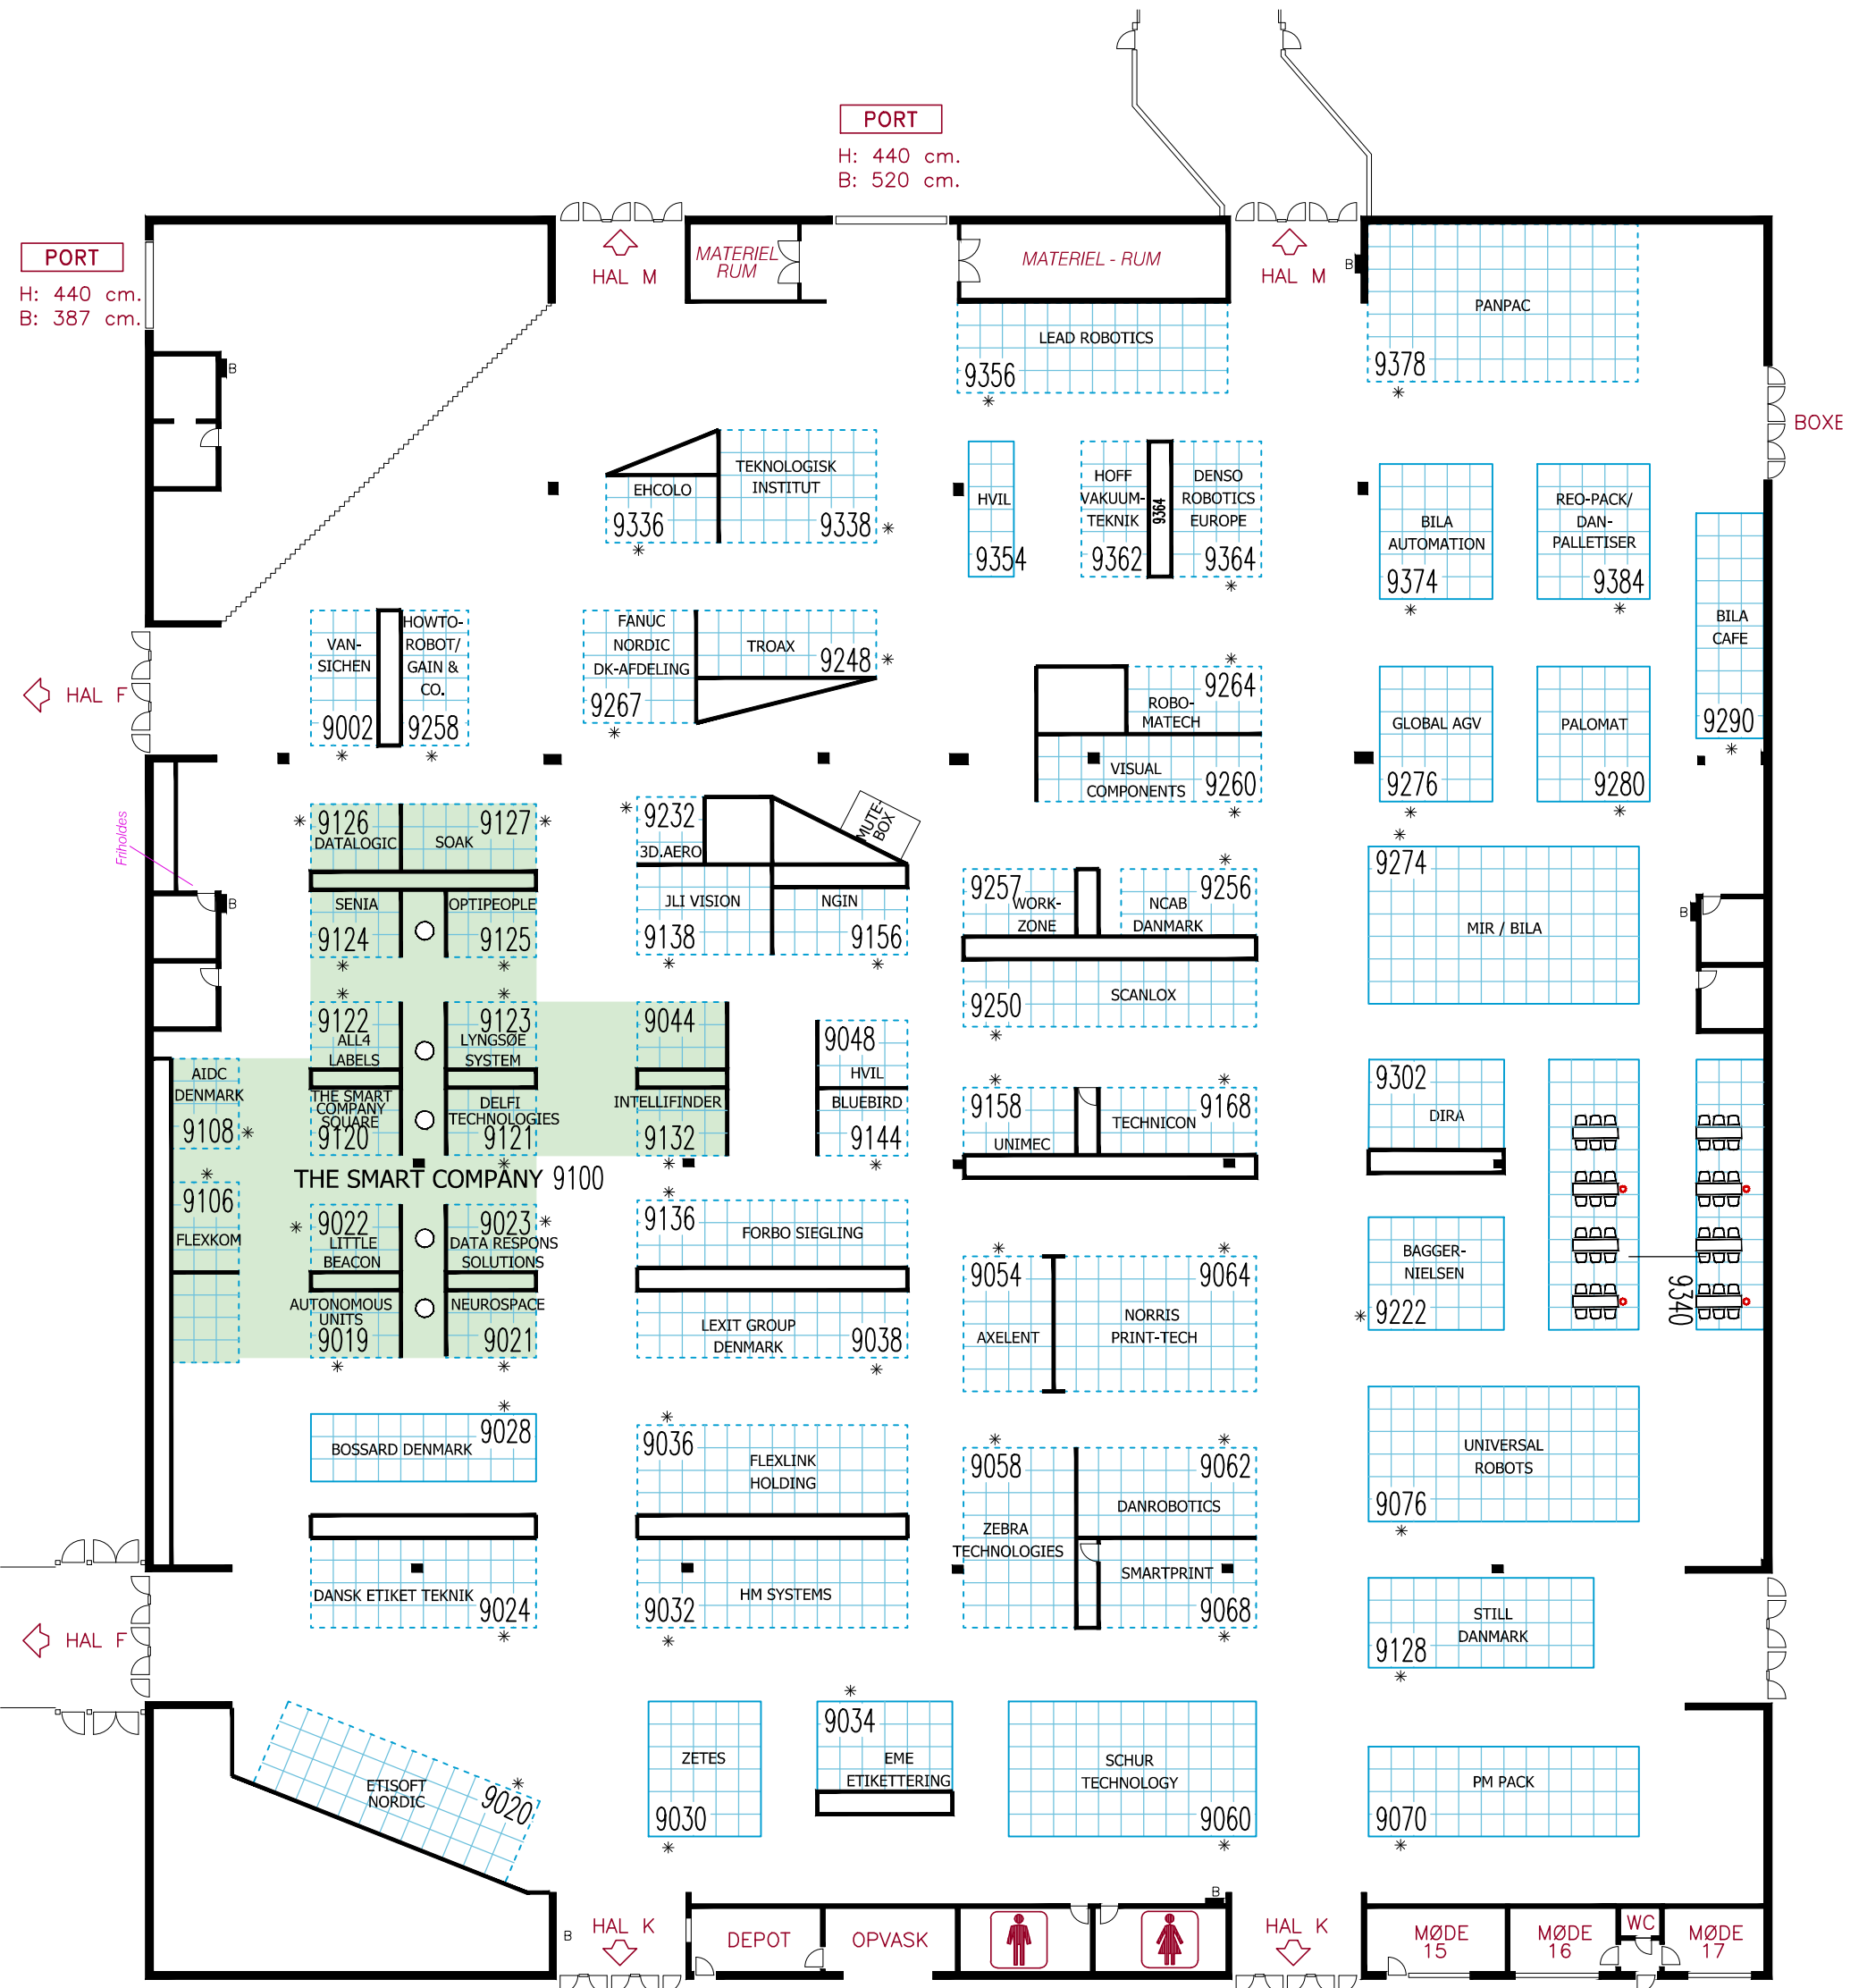 PORT
H: 440 cm.
B: 520 cm.
PORT
H: 440 cm.
B: 387 cm.
HAL M
MATERIEL
RUM
MATERIEL - RUM
HAL M
B
PANPAC
9378
LEAD ROBOTICS
9356
B
BOXE
TEKNOLOGISK
INSTITUT
9338
EHCOLO
9336
HVIL
9354
HOFF
VAKUUM-
TEKNIK
9362
9364
DENSO
ROBOTICS
EUROPE
9364
BILA
AUTOMATION
9374
REO-PACK/
DAN-
PALLETISER
9384
BILA
CAFE
9290
HAL F
VAN-
SICHEN
9002
HOWTO-
ROBOT/
GAIN &
CO.
9258
FANUC
NORDIC
DK-AFDELING
9267
TROAX
9248
9264
ROBO-
MATECH
VISUAL
COMPONENTS
9260
GLOBAL AGV
9276
PALOMAT
9280
Friholdes
B
9126
DATALOGIC
9127
SOAK
SENIA
9124
OPTIPEOPLE
9125
9232
3D.AERO
MUTE-
BOX
JLI VISION
9138
NGIN
9156
9257
WORK-
ZONE
9256
NCAB
DANMARK
9250
SCANLOX
9274
MIR / BILA
B
9122
ALL4
LABELS
9123
LYNGSØE
SYSTEM
9044
9048
HVIL
AIDC
DENMARK
9108
THE SMART
COMPANY
SQUARE
9120
DELFI
TECHNOLOGIES
9121
INTELLIFINDER
9132
BLUEBIRD
9144
9158
UNIMEC
9168
TECHNICON
9302
DIRA
THE SMART COMPANY 9100
9106
FLEXKOM
9022
LITTLE
BEACON
9023
DATA RESPONS
SOLUTIONS
9136
FORBO SIEGLING
AUTONOMOUS
UNITS
9019
NEUROSPACE
9021
LEXIT GROUP
DENMARK
9038
9054
AXELENT
9064
NORRIS
PRINT-TECH
BAGGER-
NIELSEN
9222
9340
9028
BOSSARD DENMARK
9036
FLEXLINK
HOLDING
9058
ZEBRA
TECHNOLOGIES
9062
DANROBOTICS
UNIVERSAL
ROBOTS
9076
DANSK ETIKET TEKNIK
9024
HM SYSTEMS
9032
SMARTPRINT
9068
STILL
DANMARK
9128
HAL F
ETISOFT
NORDIC
9020
ZETES
9030
9034
EME
ETIKETTERING
SCHUR
TECHNOLOGY
9060
PM PACK
9070
B
HAL K
DEPOT
OPVASK
B
HAL K
MØDE
15
MØDE
16
WC
MØDE
17